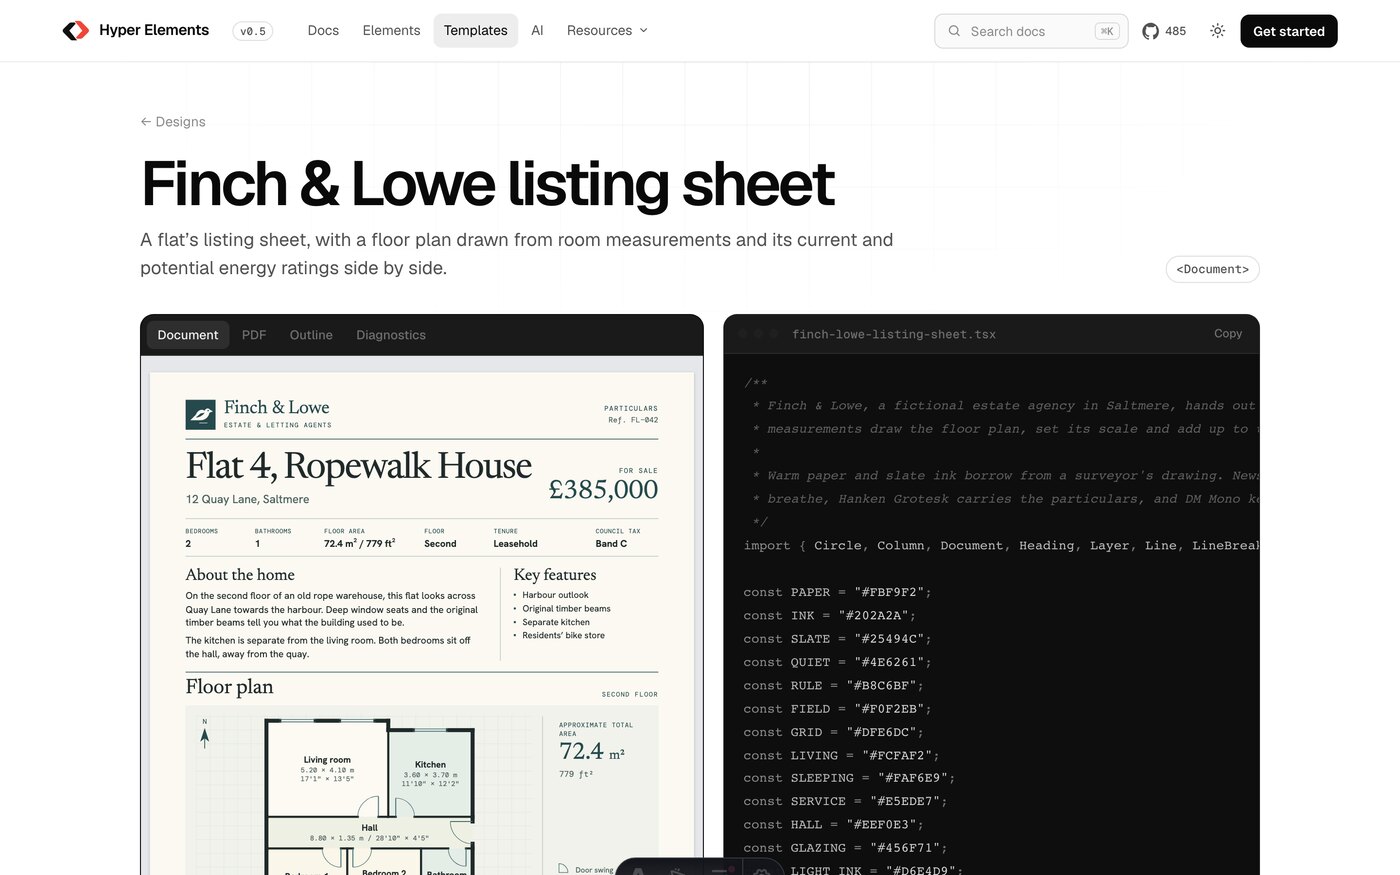 Hyper Elements
v0.5
Docs
Elements
Templates
AI
Resources
Search docs
⌘K
485
Get started
← Designs
Finch & Lowe listing sheet
A flat’s listing sheet, with a floor plan drawn from room measurements and its current and
potential energy ratings side by side.
<Document>
Document
PDF
Outline
Diagnostics
Finch & Lowe
ESTATE & LETTING AGENTS
PARTICULARS
Ref. FL-042
Flat 4, Ropewalk House
12 Quay Lane, Saltmere
FOR SALE
£385,000
BEDROOMS
2
BATHROOMS
1
FLOOR AREA
72.4 m² / 779 ft²
FLOOR
Second
TENURE
Leasehold
COUNCIL TAX
Band C
About the home
On the second floor of an old rope warehouse, this flat looks across
Quay Lane towards the harbour. Deep window seats and the original
timber beams tell you what the building used to be.
The kitchen is separate from the living room. Both bedrooms sit off
the hall, away from the quay.
Key features
• Harbour outlook
• Original timber beams
• Separate kitchen
• Residents’ bike store
Floor plan
SECOND FLOOR
N
Living room
5.20 × 4.10 m
17'1" × 13'5"
Kitchen
3.60 × 3.70 m
11'10" × 12'2"
Hall
8.80 × 1.35 m / 28'10" × 4'5"
Bedroom 2
Bathroom
APPROXIMATE TOTAL
AREA
72.4 m²
779 ft²
Door swing
finch-lowe-listing-sheet.tsx
Copy
/**
* Finch & Lowe, a fictional estate agency in Saltmere, hands out
* measurements draw the floor plan, set its scale and add up to
*
* Warm paper and slate ink borrow from a surveyor's drawing. News
* breathe, Hanken Grotesk carries the particulars, and DM Mono ke
*/
import { Circle, Column, Document, Heading, Layer, Line, LineBreak
const PAPER = "#FBF9F2";
const INK = "#202A2A";
const SLATE = "#25494C";
const QUIET = "#4E6261";
const RULE = "#B8C6BF";
const FIELD = "#F0F2EB";
const GRID = "#DFE6DC";
const LIVING = "#FCFAF2";
const SLEEPING = "#FAF6E9";
const SERVICE = "#E5EDE7";
const HALL = "#EEF0E3";
const GLAZING = "#456F71";
const LIGHT_INK = "#D6E4D9";